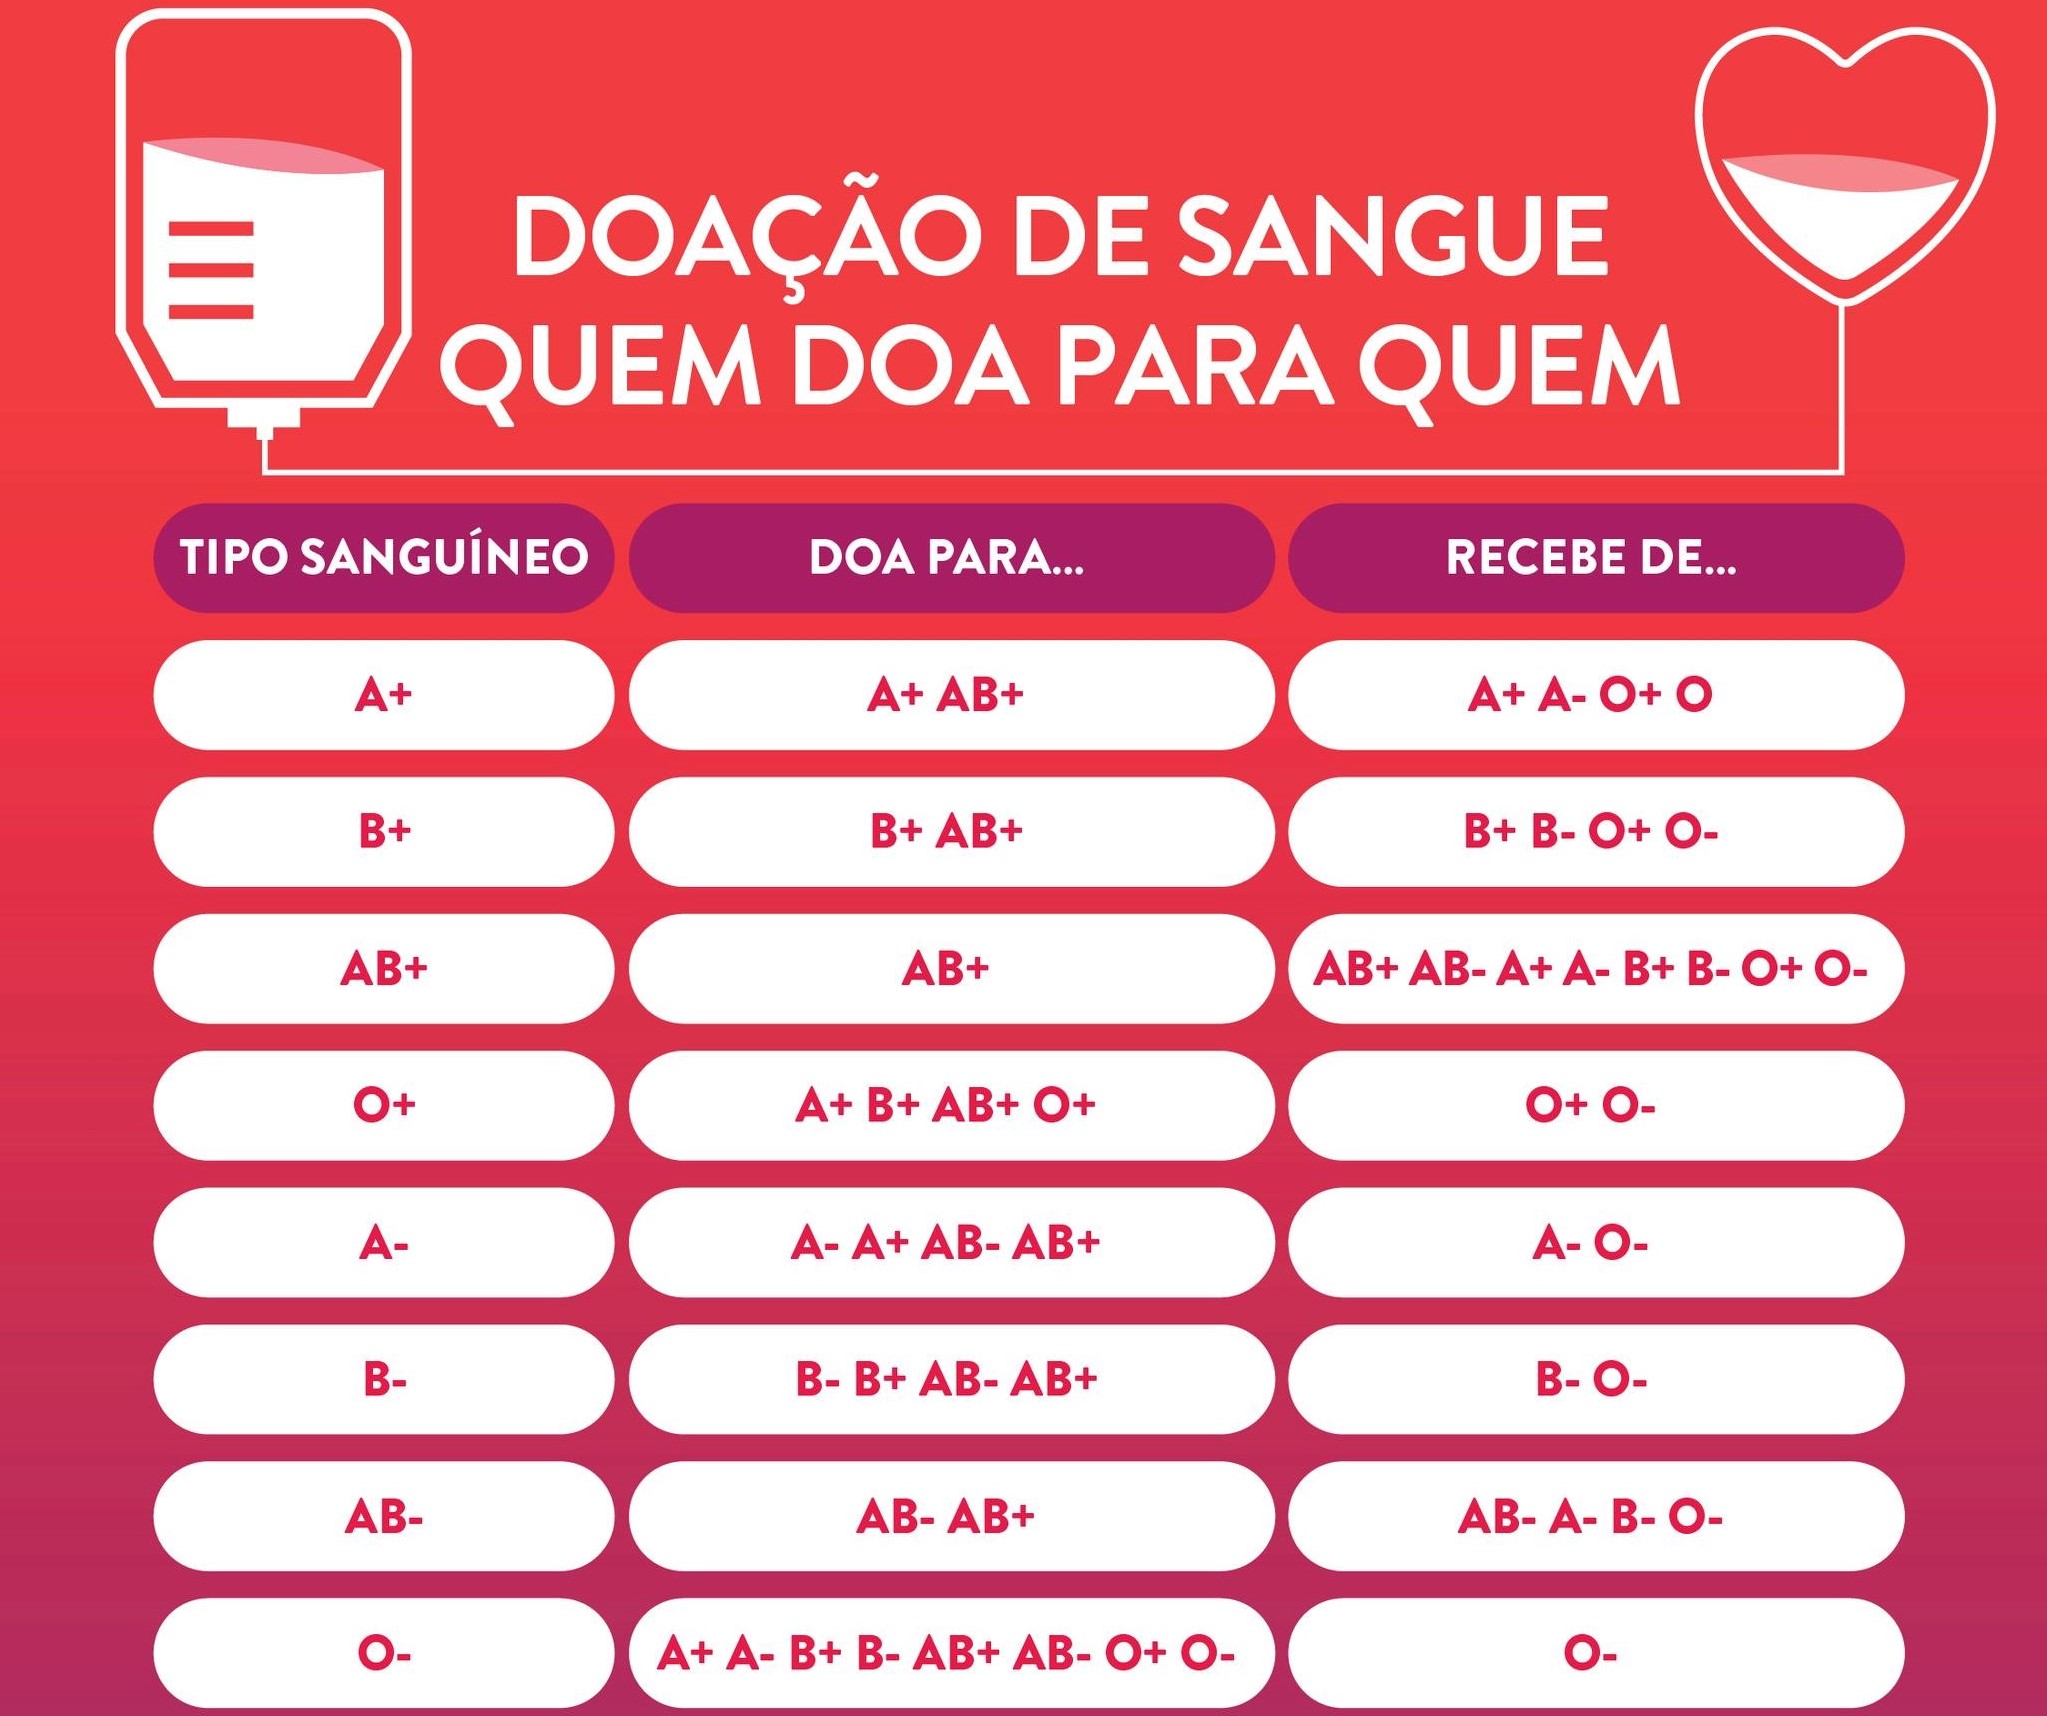 DOAÇÃO DE SANGUE
QUEM DOA PARA QUEM
TIPO SANGUÍNEO DOA PARA... RECEBE DE...
A+ A+ AB+ A+ A- O+ O
B+ B+ AB+ B+ B- O+ O-
AB+ AB+ AB+ AB- A+ A- B+ B- O+ O-
O+ A+ B+ AB+ O+ O+ O-
A- A- A+ AB- AB+ A- O-
B- B- B+ AB- AB+ B- O-
AB- AB- AB+ AB- A- B- O-
O- A+ A- B+ B- AB+ AB- O+ O- O-